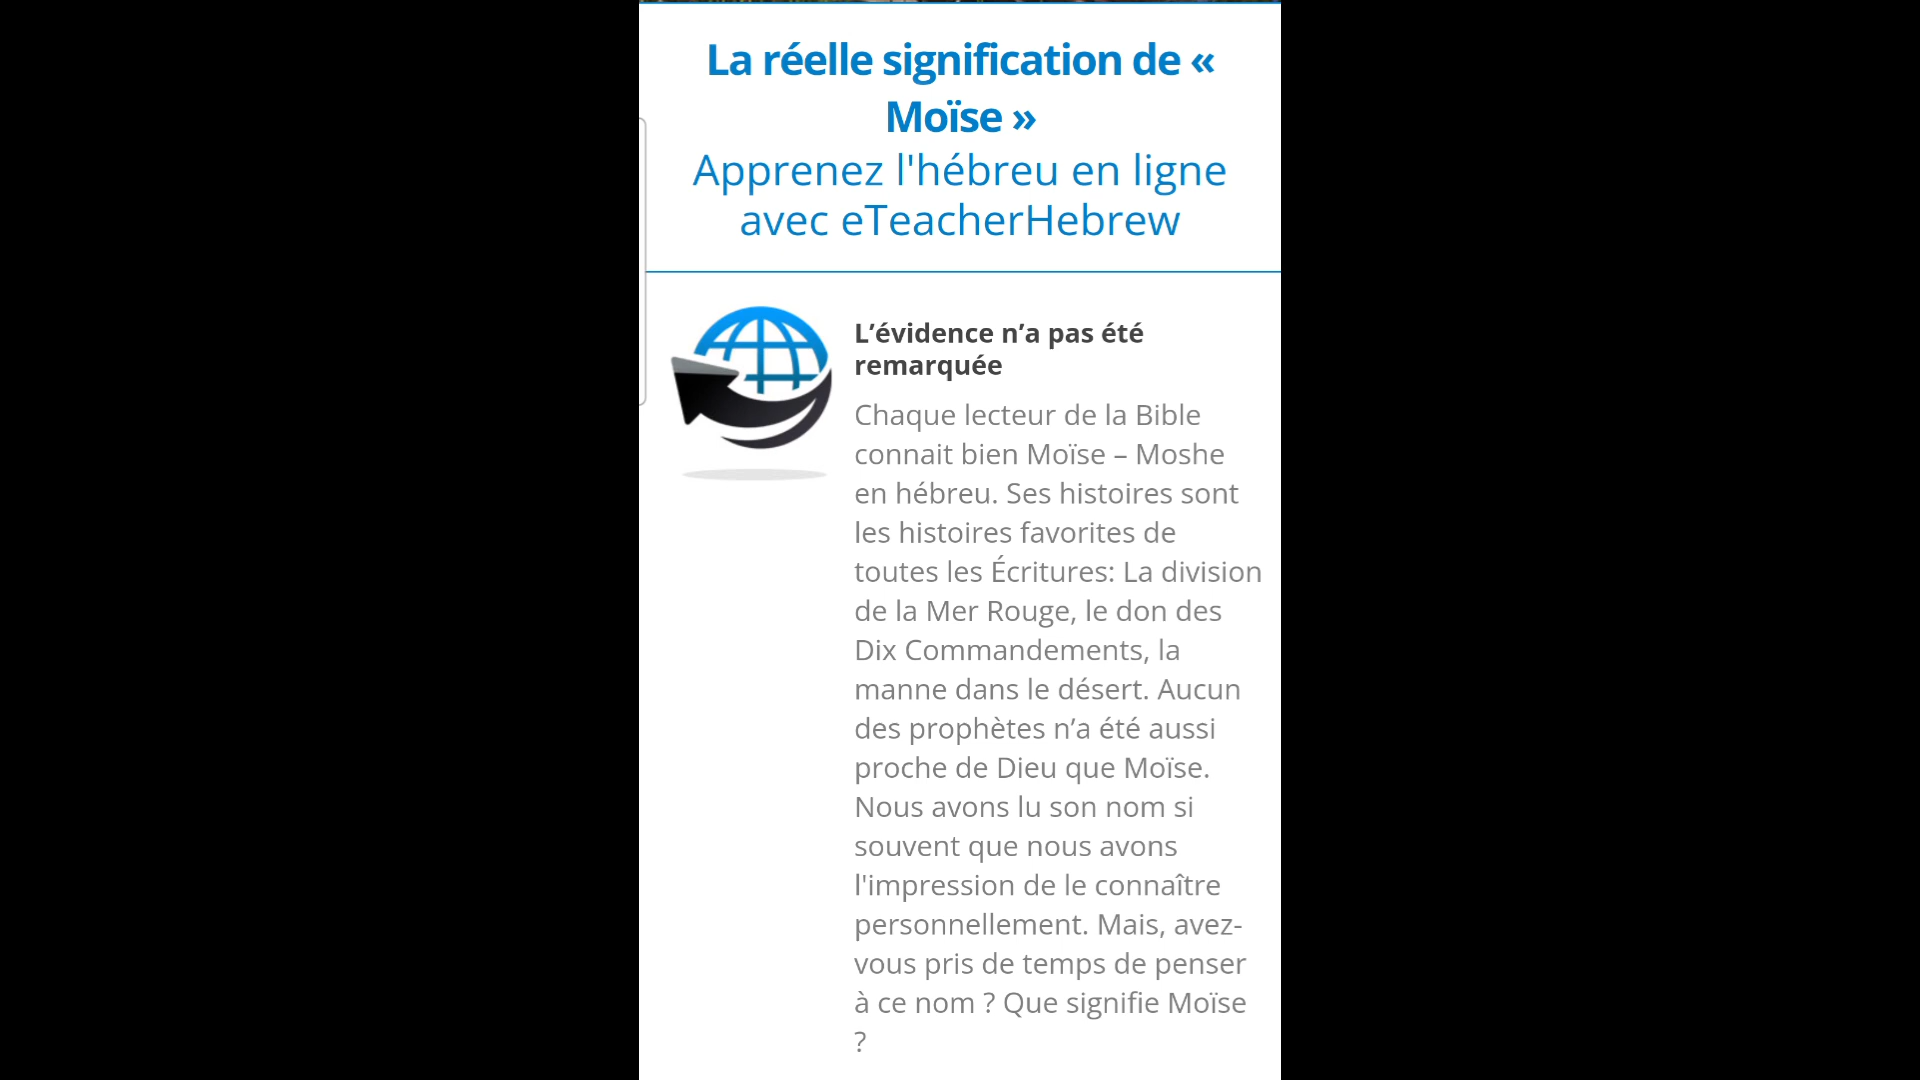 La réelle signification de «
Moïse »
Apprenez l'hébreu en ligne
avec eTeacherHebrew
L’évidence n’a pas été
remarquée
Chaque lecteur de la Bible
connait bien Moïse – Moshe
en hébreu. Ses histoires sont
les histoires favorites de
toutes les Écritures: La division
de la Mer Rouge, le don des
Dix Commandements, la
manne dans le désert. Aucun
des prophètes n’a été aussi
proche de Dieu que Moïse.
Nous avons lu son nom si
souvent que nous avons
l'impression de le connaître
personnellement. Mais, avez-
vous pris de temps de penser
à ce nom ? Que signifie Moïse
?